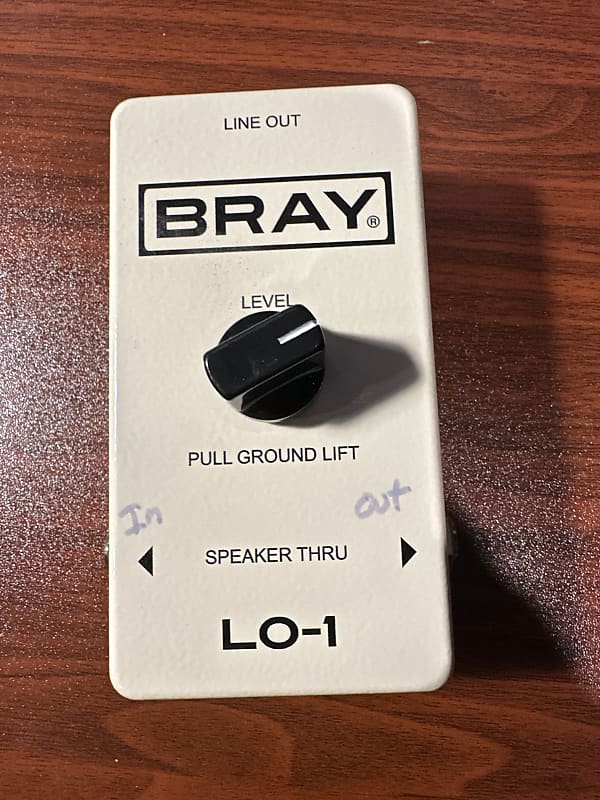 LINE OUT
BRAY®
LEVEL
PULL GROUND LIFT
In Out
SPEAKER THRU
LO-1